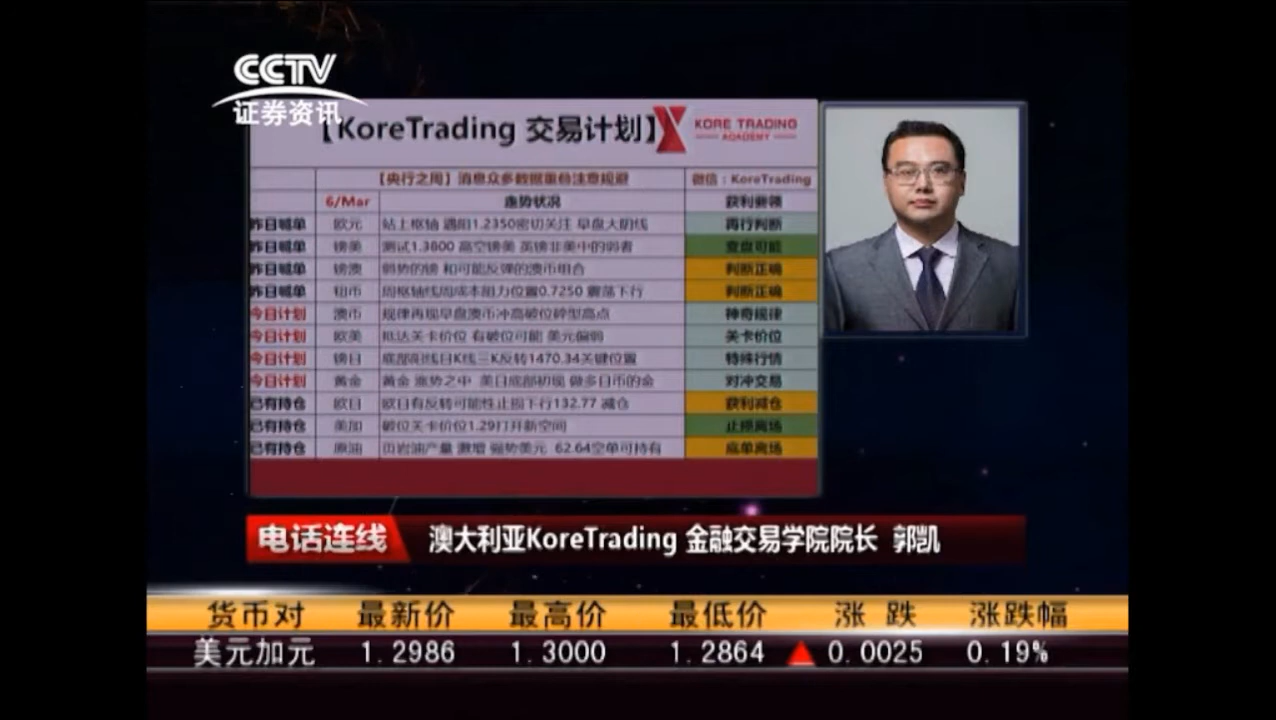 CCTV
证券资讯
【KoreTrading 交易计划】
KORE TRADING
ACADEMY
【央行之周】消息众多数据重叠注意规避 微信：KoreTrading
6/Mar 走势状况 获利要领
昨日喊单 欧元 站上枢轴 遇阻1.2350密切关注 早盘大阴线 再行判断
昨日喊单 镑美 测试1.3800 高空镑美 英镑非美中的弱者 变盘可能
昨日喊单 镑澳 弱势的镑 和可能反弹的澳币组合 判断正确
昨日喊单 纽币 周枢轴线周成本阻力位置0.7250 震荡下行 判断正确
今日计划 澳币 规律再现早盘澳币冲高破位碎型高点 神奇规律
今日计划 欧美 抵达关卡价位 有破位可能 美元偏弱 关卡价位
今日计划 镑日 底部阳线日K线三K反转1470.34关键位置 特殊行情
今日计划 黄金 黄金 涨势之中 美日底部初现 做多日币的金 对冲交易
已有持仓 欧日 欧日有反转可能性止损下行132.77 减仓 获利减仓
已有持仓 美加 破位关卡价位1.29打开新空间 止损离场
已有持仓 原油 页岩油产量 激增 强势美元 62.64空单可持有 底单离场
电话连线 澳大利亚KoreTrading 金融交易学院院长 郭凯
货币对 最新价 最高价 最低价 涨 跌 涨跌幅
美元加元 1.2986 1.3000 1.2864 ▲ 0.0025 0.19%